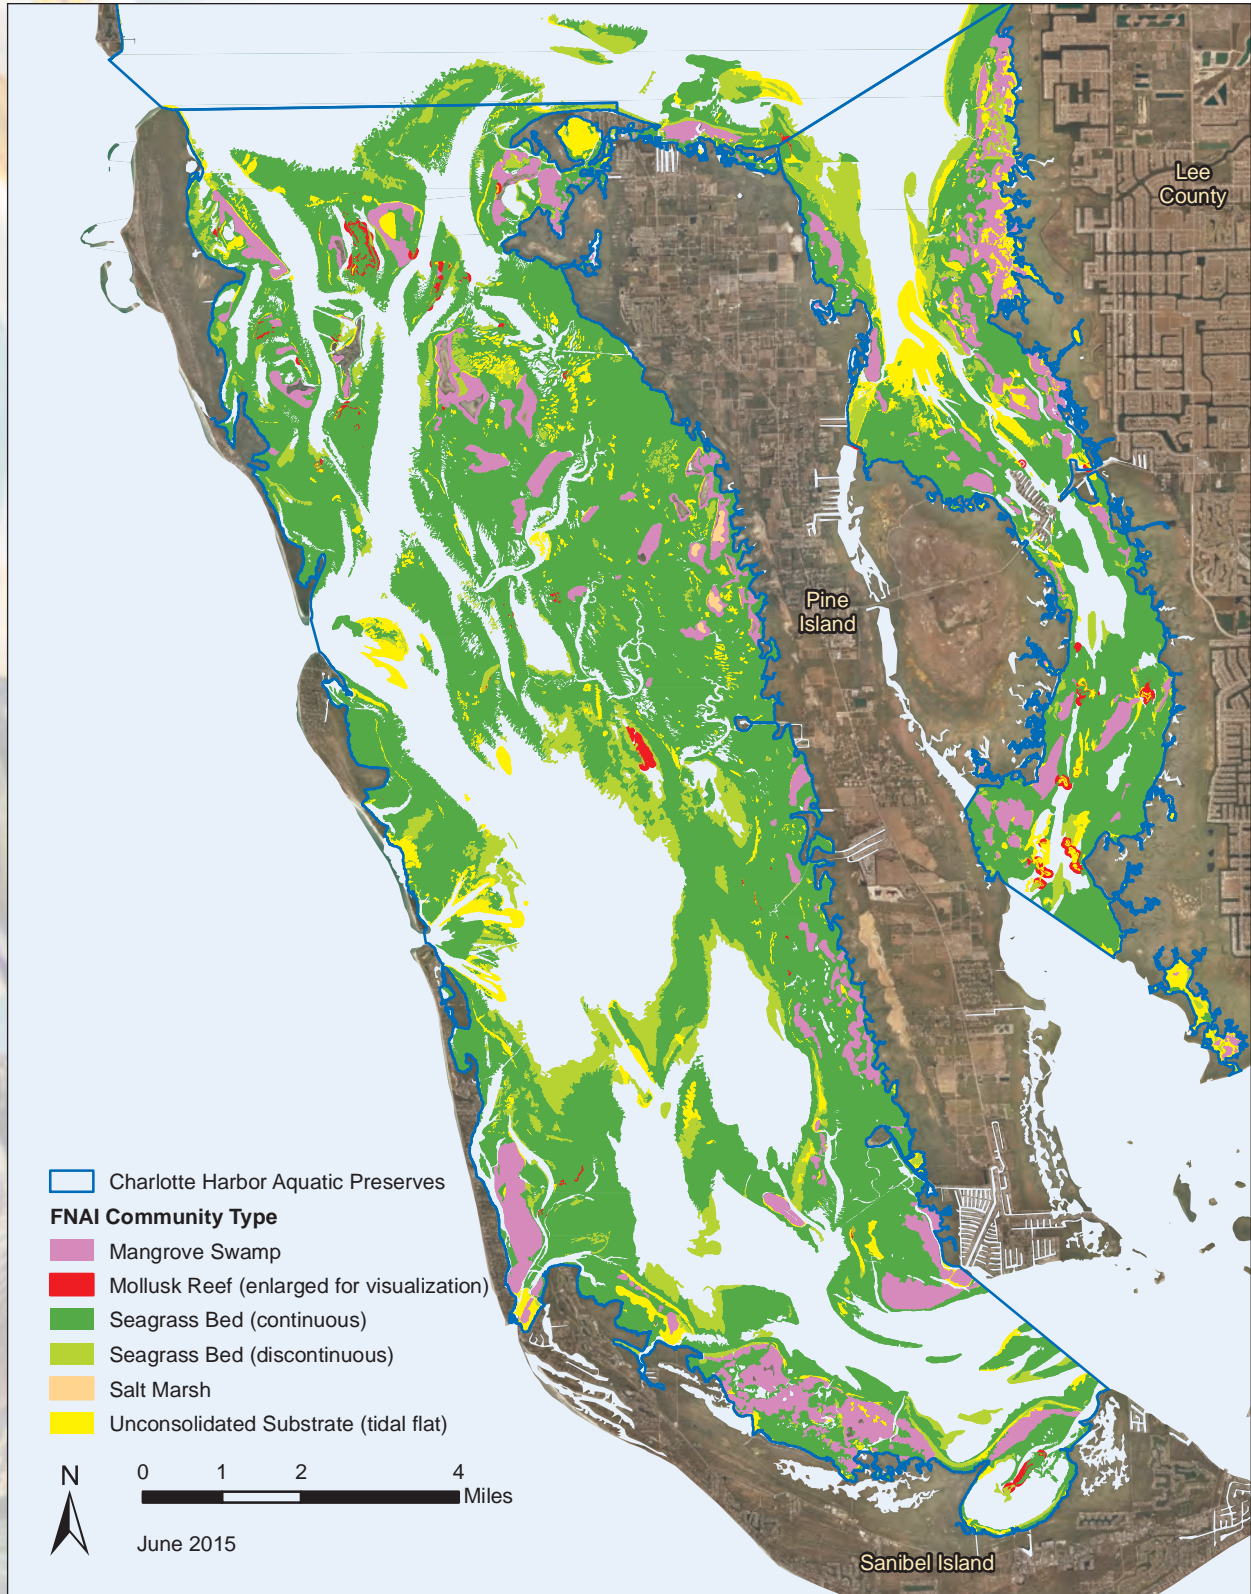 Lee
County
Pine
Island
Charlotte Harbor Aquatic Preserves
FNAI Community Type
Mangrove Swamp
Mollusk Reef (enlarged for visualization)
Seagrass Bed (continuous)
Seagrass Bed (discontinuous)
Salt Marsh
Unconsolidated Substrate (tidal flat)
N
0 1 2 4
Miles
June 2015
Sanibel Island